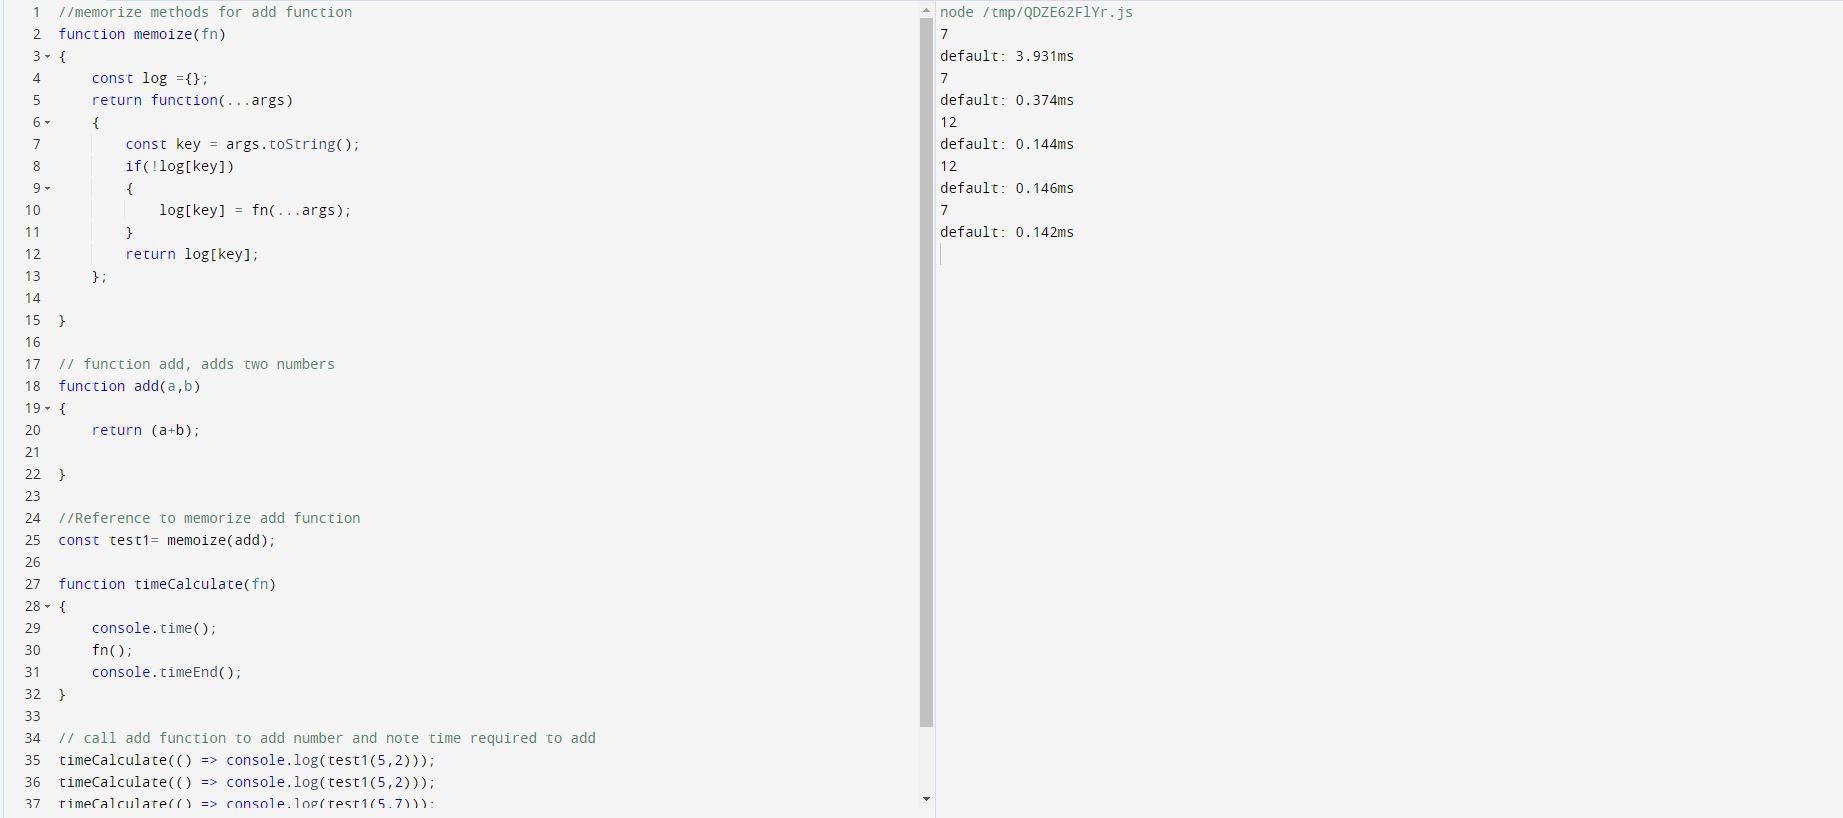 1 //memorize methods for add function
2 function memoize(fn)
3 {
4 const log ={};
5 return function(...args)
6 {
7 const key = args.toString();
8 if(!log[key])
9 {
10 log[key] = fn(...args);
11 }
12 return log[key];
13 };
14
15 }
16
17 // function add, adds two numbers
18 function add(a,b)
19 {
20 return (a+b);
21
22 }
23
24 //Reference to memorize add function
25 const test1= memoize(add);
26
27 function timeCalculate(fn)
28 {
29 console.time();
30 fn();
31 console.timeEnd();
32 }
33
34 // call add function to add number and note time required to add
35 timeCalculate(() => console.log(test1(5,2)));
36 timeCalculate(() => console.log(test1(5,2)));
37 timeCalculate(() => console.log(test1(5,7)));
node /tmp/QDZE62FlYr.js
7
default: 3.931ms
7
default: 0.374ms
12
default: 0.144ms
12
default: 0.146ms
7
default: 0.142ms